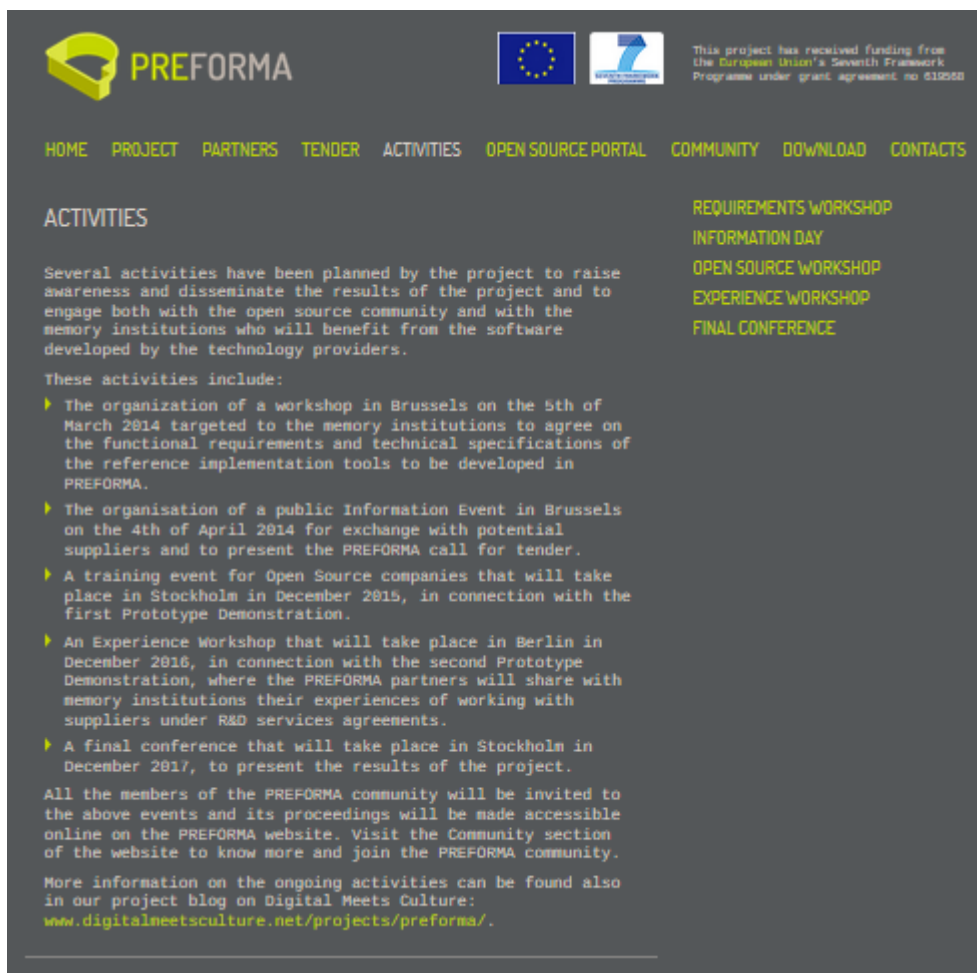 PREFORMA
This project has received funding from
the European Union's Seventh Framework
Programme under grant agreement no 619568
7
SEVENTH FRAMEWORK
PROGRAMME
HOME PROJECT PARTNERS TENDER ACTIVITIES OPEN SOURCE PORTAL COMMUNITY DOWNLOAD CONTACTS
ACTIVITIES
Several activities have been planned by the project to raise
awareness and disseminate the results of the project and to
engage both with the open source community and with the
memory institutions who will benefit from the software
developed by the technology providers.
These activities include:
The organization of a workshop in Brussels on the 5th of
March 2014 targeted to the memory institutions to agree on
the functional requirements and technical specifications of
the reference implementation tools to be developed in
PREFORMA.
The organisation of a public Information Event in Brussels
on the 4th of April 2014 for exchange with potential
suppliers and to present the PREFORMA call for tender.
A training event for Open Source companies that will take
place in Stockholm in December 2015, in connection with the
first Prototype Demonstration.
An Experience Workshop that will take place in Berlin in
December 2016, in connection with the second Prototype
Demonstration, where the PREFORMA partners will share with
memory institutions their experiences of working with
suppliers under R&D services agreements.
A final conference that will take place in Stockholm in
December 2017, to present the results of the project.
All the members of the PREFORMA community will be invited to
the above events and its proceedings will be made accessible
online on the PREFORMA website. Visit the Community section
of the website to know more and join the PREFORMA community.
More information on the ongoing activities can be found also
in our project blog on Digital Meets Culture:
www.digitalmeetsculture.net/projects/preforma/.
REQUIREMENTS WORKSHOP
INFORMATION DAY
OPEN SOURCE WORKSHOP
EXPERIENCE WORKSHOP
FINAL CONFERENCE